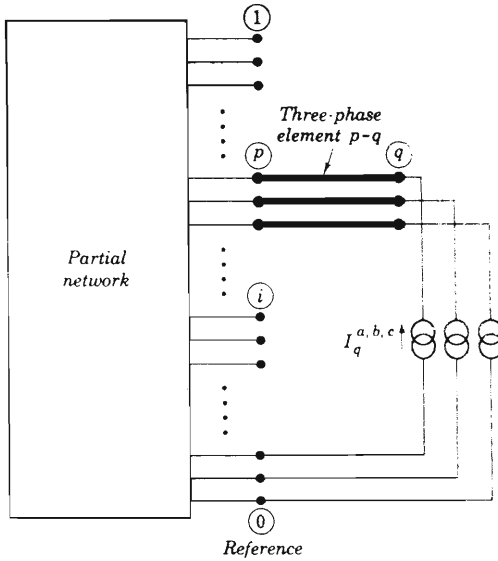 1
Three-phase
element p-q
p
q
Partial
network
i
I_q^{a, b, c}
0
Reference